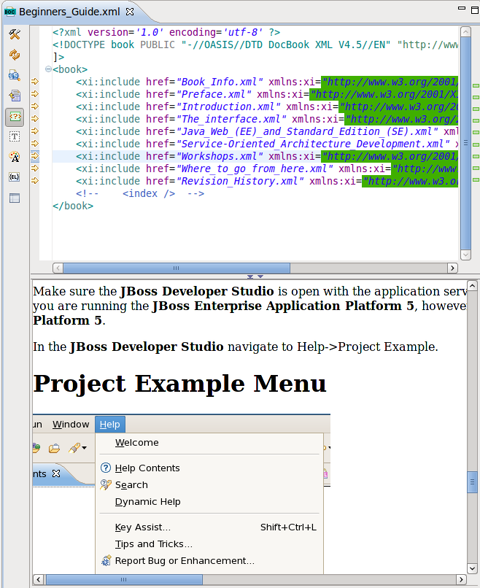 Beginners_Guide.xml
<?xml version='1.0' encoding='utf-8' ?>
<!DOCTYPE book PUBLIC "-//OASIS//DTD DocBook XML V4.5//EN" "http://www
]>
<book>
<xi:include href="Book_Info.xml" xmlns:xi="http://www.w3.org/2001/
<xi:include href="Preface.xml" xmlns:xi="http://www.w3.org/2001/X
<xi:include href="Introduction.xml" xmlns:xi="http://www.w3.org/20
<xi:include href="The_interface.xml" xmlns:xi="http://www.w3.org/2
<xi:include href="Java_Web_(EE)_and_Standard_Edition_(SE).xml" xml
<xi:include href="Service-Oriented_Architecture_Development.xml" x
<xi:include href="Workshops.xml" xmlns:xi="http://www.w3.org/2001/
<xi:include href="Where_to_go_from_here.xml" xmlns:xi="http://www.
<xi:include href="Revision_History.xml" xmlns:xi="http://www.w3.or
<!-- <index /> -->
</book>
Make sure the JBoss Developer Studio is open with the application serv
you are running the JBoss Enterprise Application Platform 5, howeve
Platform 5.
In the JBoss Developer Studio navigate to Help->Project Example.
Project Example Menu
un Window Help
Welcome
nts
Help Contents
Search
Dynamic Help
Key Assist... Shift+Ctrl+L
Tips and Tricks...
Report Bug or Enhancement...